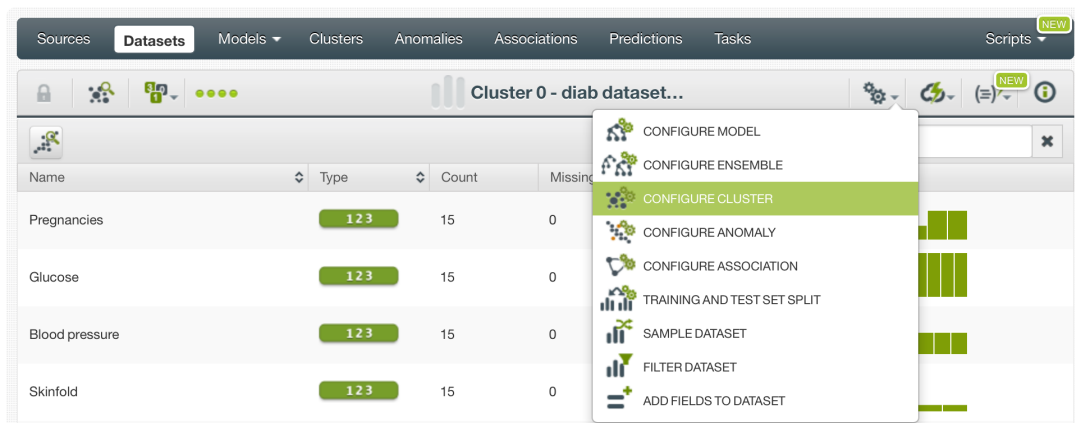 NEW
Sources Datasets Models Clusters Anomalies Associations Predictions Tasks Scripts
Cluster 0 - diab dataset... NEW
CONFIGURE MODEL
CONFIGURE ENSEMBLE
Name Type Count Missing
CONFIGURE CLUSTER
Pregnancies 123 15 0
CONFIGURE ANOMALY
CONFIGURE ASSOCIATION
Glucose 123 15 0
TRAINING AND TEST SET SPLIT
Blood pressure 123 15 0
SAMPLE DATASET
FILTER DATASET
Skinfold 123 15 0
ADD FIELDS TO DATASET